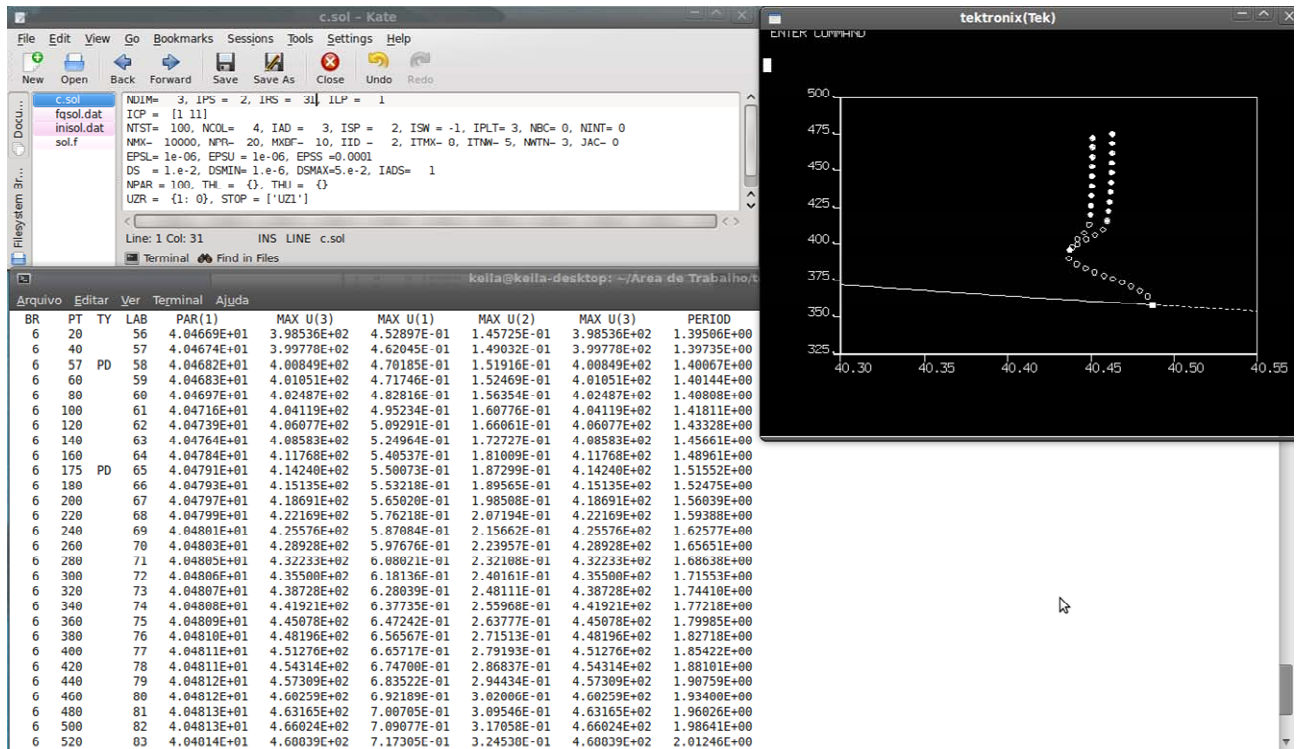 c.sol - Kate
File Edit View Go Bookmarks Sessions Tools Settings Help
New Open Back Forward Save Save As Close Undo Redo
Docu...
Filesystem Br...
c.sol
fqsol.dat
inisol.dat
sol.f
NDIM= 3, IPS = 2, IRS = 31, ILP = 1
ICP = [1 11]
NTST= 100, NCOL= 4, IAD = 3, ISP = 2, ISW = -1, IPLT= 3, NBC= 0, NINT= 0
NMX= 10000, NPR= 20, MXBF= 10, IID = 2, ITMX= 8, ITNW= 5, NWTN= 3, JAC= 0
EPSL= 1e-06, EPSU = 1e-06, EPSS =0.0001
DS = 1.e-2, DSMIN= 1.e-6, DSMAX=5.e-2, IADS= 1
NPAR = 100, THL = {}, THU = {}
UZR = {1: 0}, STOP = ['UZ1']
Line: 1 Col: 31 INS LINE c.sol
Terminal Find in Files
tektronix(Tek)
ENTER COMMAND
500.
475.
450.
425.
400.
375.
350.
325.
40.30 40.35 40.40 40.45 40.50 40.55
keila@keila-desktop: ~/Área de Trabalho/t
Arquivo Editar Ver Terminal Ajuda
BR PT TY LAB PAR(1) MAX U(3) MAX U(1) MAX U(2) MAX U(3) PERIOD
6 20 56 4.04669E+01 3.98536E+02 4.52897E-01 1.45725E-01 3.98536E+02 1.39506E+00
6 40 57 4.04674E+01 3.99778E+02 4.62045E-01 1.49032E-01 3.99778E+02 1.39735E+00
6 57 PD 58 4.04682E+01 4.00849E+02 4.70185E-01 1.51916E-01 4.00849E+02 1.40067E+00
6 60 59 4.04683E+01 4.01051E+02 4.71746E-01 1.52469E-01 4.01051E+02 1.40144E+00
6 80 60 4.04697E+01 4.02487E+02 4.82816E-01 1.56354E-01 4.02487E+02 1.40808E+00
6 100 61 4.04716E+01 4.04119E+02 4.95234E-01 1.60776E-01 4.04119E+02 1.41811E+00
6 120 62 4.04739E+01 4.06077E+02 5.09291E-01 1.66061E-01 4.06077E+02 1.43328E+00
6 140 63 4.04764E+01 4.08583E+02 5.24964E-01 1.72727E-01 4.08583E+02 1.45661E+00
6 160 64 4.04784E+01 4.11768E+02 5.40537E-01 1.81009E-01 4.11768E+02 1.48961E+00
6 175 PD 65 4.04791E+01 4.14240E+02 5.50073E-01 1.87299E-01 4.14240E+02 1.51552E+00
6 180 66 4.04793E+01 4.15135E+02 5.53218E-01 1.89565E-01 4.15135E+02 1.52475E+00
6 200 67 4.04797E+01 4.18691E+02 5.65020E-01 1.98508E-01 4.18691E+02 1.56039E+00
6 220 68 4.04799E+01 4.22169E+02 5.76218E-01 2.07194E-01 4.22169E+02 1.59388E+00
6 240 69 4.04801E+01 4.25576E+02 5.87084E-01 2.15662E-01 4.25576E+02 1.62577E+00
6 260 70 4.04803E+01 4.28928E+02 5.97676E-01 2.23957E-01 4.28928E+02 1.65651E+00
6 280 71 4.04805E+01 4.32233E+02 6.08021E-01 2.32108E-01 4.32233E+02 1.68638E+00
6 300 72 4.04806E+01 4.35500E+02 6.18136E-01 2.40161E-01 4.35500E+02 1.71553E+00
6 320 73 4.04807E+01 4.38728E+02 6.28039E-01 2.48111E-01 4.38728E+02 1.74410E+00
6 340 74 4.04808E+01 4.41921E+02 6.37735E-01 2.55968E-01 4.41921E+02 1.77218E+00
6 360 75 4.04809E+01 4.45078E+02 6.47242E-01 2.63777E-01 4.45078E+02 1.79985E+00
6 380 76 4.04810E+01 4.48196E+02 6.56567E-01 2.71513E-01 4.48196E+02 1.82718E+00
6 400 77 4.04811E+01 4.51276E+02 6.65717E-01 2.79193E-01 4.51276E+02 1.85422E+00
6 420 78 4.04811E+01 4.54314E+02 6.74700E-01 2.86837E-01 4.54314E+02 1.88101E+00
6 440 79 4.04812E+01 4.57309E+02 6.83522E-01 2.94434E-01 4.57309E+02 1.90759E+00
6 460 80 4.04812E+01 4.60259E+02 6.92189E-01 3.02006E-01 4.60259E+02 1.93400E+00
6 480 81 4.04813E+01 4.63165E+02 7.00705E-01 3.09546E-01 4.63165E+02 1.96026E+00
6 500 82 4.04813E+01 4.66024E+02 7.09077E-01 3.17058E-01 4.66024E+02 1.98641E+00
6 520 83 4.04814E+01 4.68839E+02 7.17305E-01 3.24538E-01 4.68839E+02 2.01246E+00